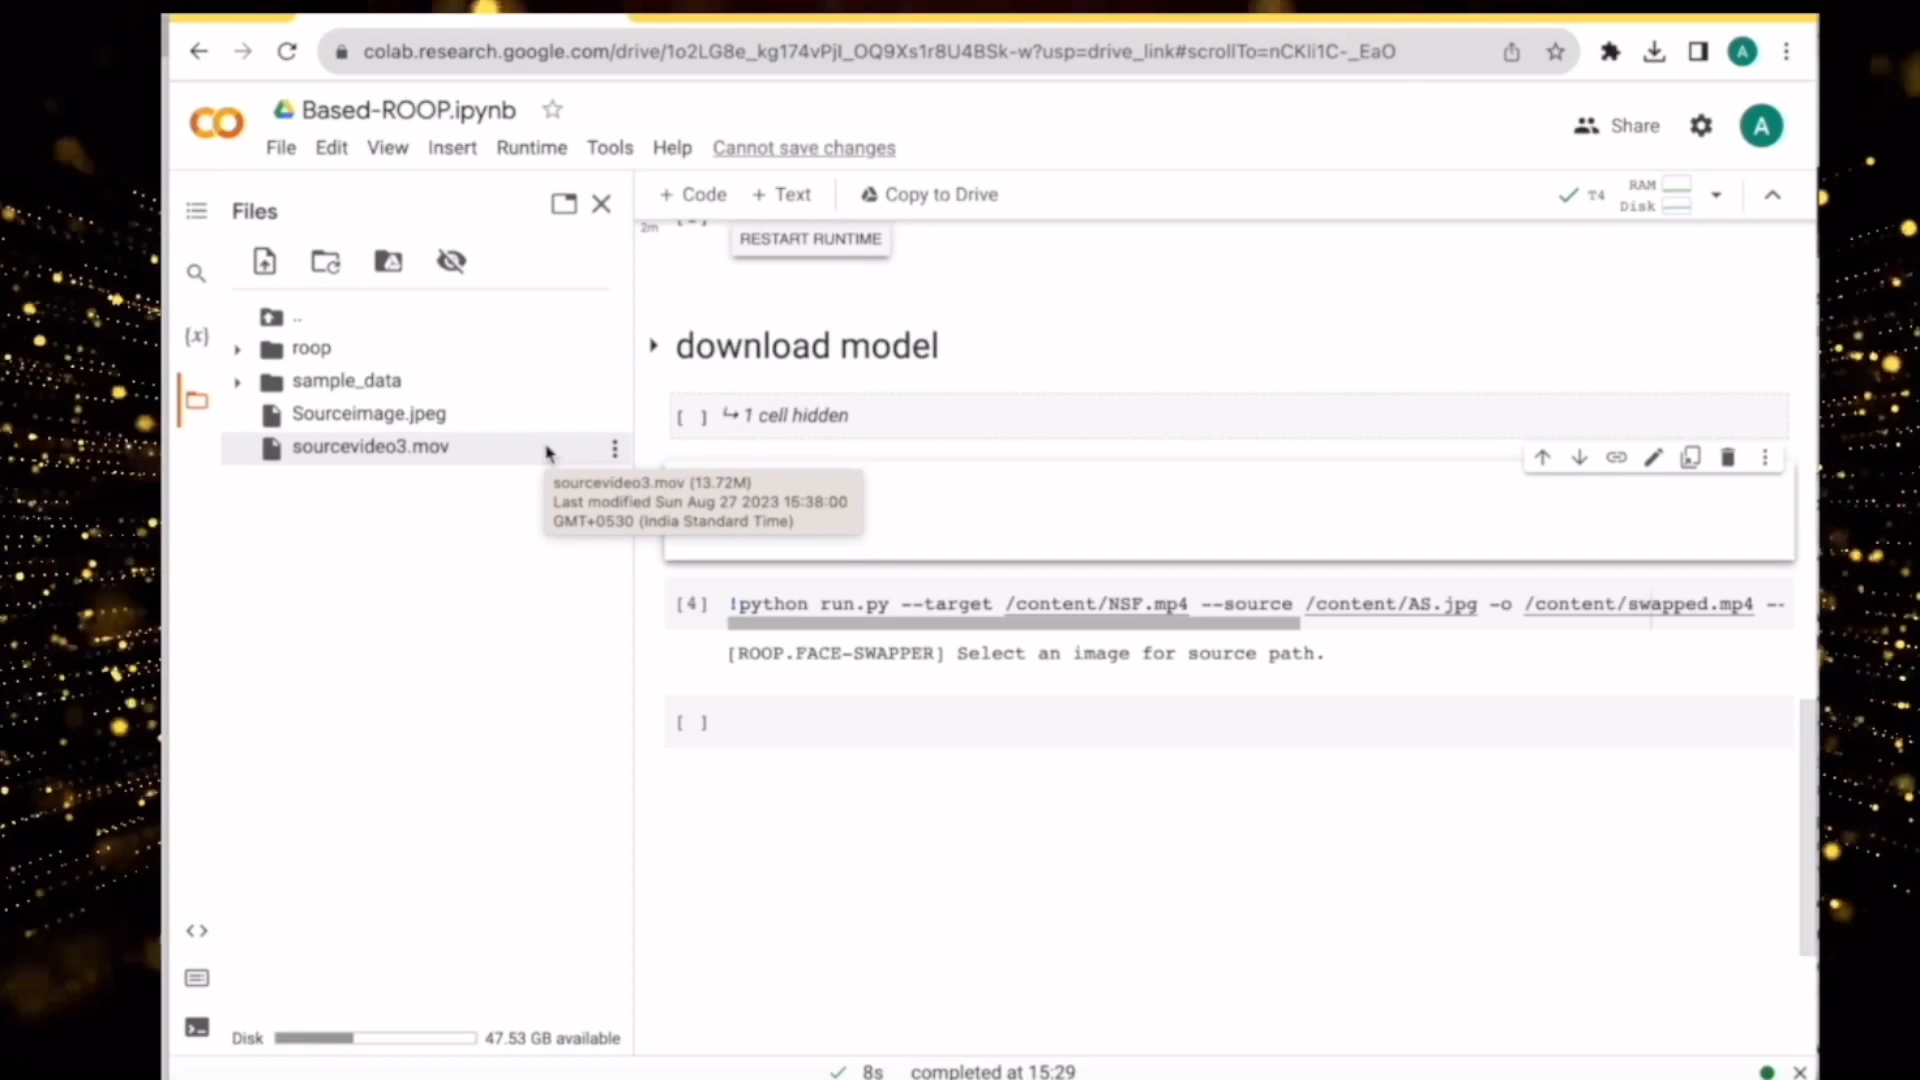 colab.research.google.com/drive/1o2LG8e_kg174vPjI_OQ9Xs1r8U4BSk-w?usp=drive_link#scrollTo=nCKli1C-_EaO
A
Based-ROOP.ipynb
Share
A
File Edit View Insert Runtime Tools Help Cannot save changes
Files
+ Code + Text Copy to Drive
T4 RAM
Disk
2m
RESTART RUNTIME
{x}
..
roop
download model
sample_data
Sourceimage.jpeg
[ ] 1 cell hidden
sourcevideo3.mov
sourcevideo3.mov (13.72M)
Last modified Sun Aug 27 2023 15:38:00
GMT+0530 (India Standard Time)
[4] !python run.py --target /content/NSF.mp4 --source /content/AS.jpg -o /content/swapped.mp4 --
[ROOP.FACE-SWAPPER] Select an image for source path.
[ ]
Disk 47.53 GB available
8s completed at 15:29